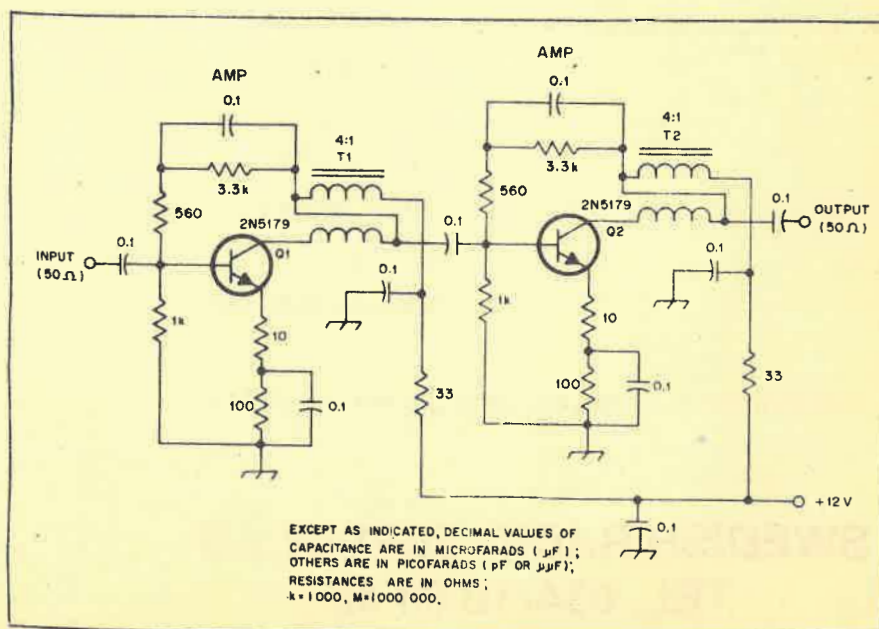 AMP
0.1
3.3k
560
4:1
T1
2N5179
Q1
INPUT
(50Ω)
0.1
1k
10
100
0.1
0.1
33
0.1
AMP
0.1
3.3k
560
4:1
T2
2N5179
Q2
0.1
OUTPUT
(50Ω)
1k
10
100
0.1
0.1
33
+12V
0.1
EXCEPT AS INDICATED, DECIMAL VALUES OF
CAPACITANCE ARE IN MICROFARADS (µF);
OTHERS ARE IN PICOFARADS (pF OR µµF);
RESISTANCES ARE IN OHMS;
k=1000, M=1000 000.